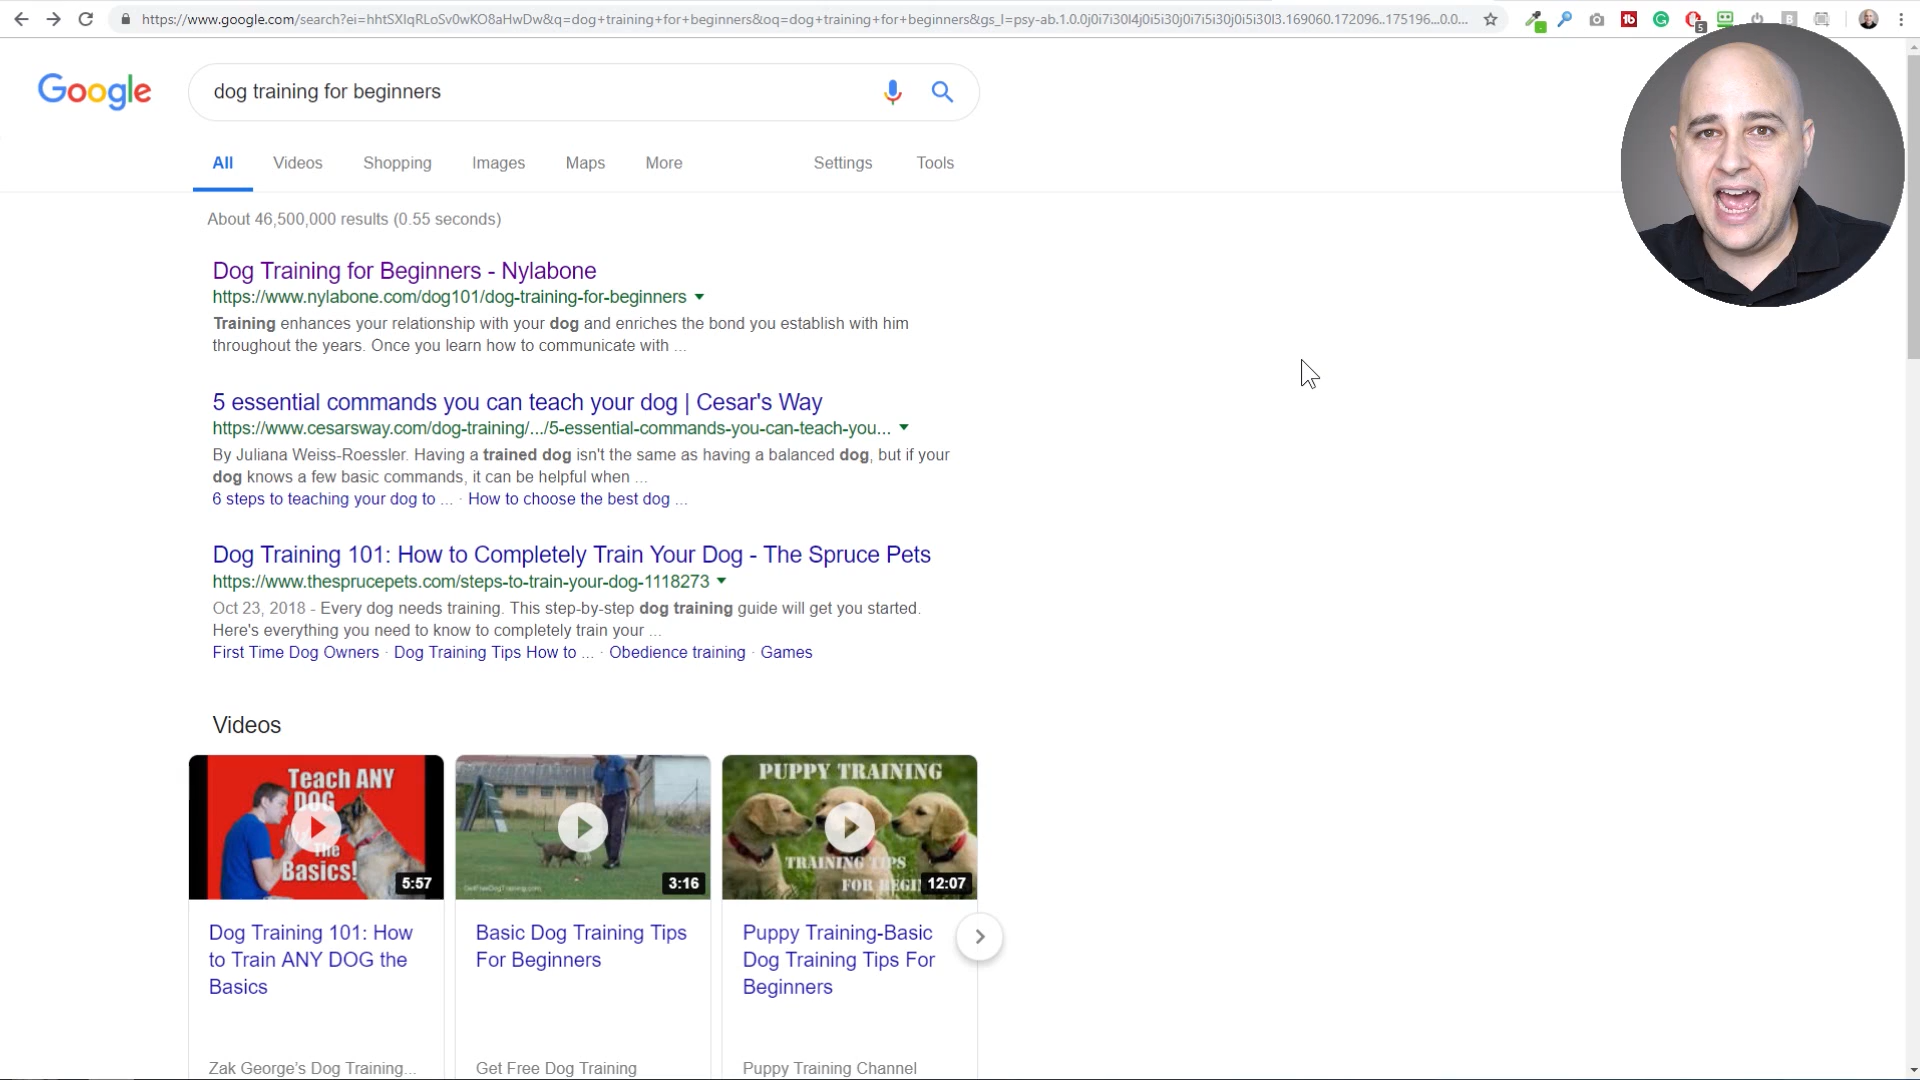 https://www.google.com/search?ei=hhtSXIqRLoSv0wKO8aHwDw&q=dog+training+for+beginners&oq=dog+training+for+beginners&gs_l=psy-ab.1.0.0j0i7i30l4j0i5i30j0i7i5i30j0i5i30l3.169060.172096..175196...0.0...
5
Google
dog training for beginners
All Videos Shopping Images Maps More Settings Tools
About 46,500,000 results (0.55 seconds)
Dog Training for Beginners - Nylabone
https://www.nylabone.com/dog101/dog-training-for-beginners
Training enhances your relationship with your dog and enriches the bond you establish with him
throughout the years. Once you learn how to communicate with ...
5 essential commands you can teach your dog | Cesar's Way
https://www.cesarsway.com/dog-training/.../5-essential-commands-you-can-teach-you...
By Juliana Weiss-Roessler. Having a trained dog isn't the same as having a balanced dog, but if your
dog knows a few basic commands, it can be helpful when ...
6 steps to teaching your dog to ... · How to choose the best dog ...
Dog Training 101: How to Completely Train Your Dog - The Spruce Pets
https://www.thesprucepets.com/steps-to-train-your-dog-1118273
Oct 23, 2018 - Every dog needs training. This step-by-step dog training guide will get you started.
Here's everything you need to know to completely train your ...
First Time Dog Owners · Dog Training Tips How to ... · Obedience training · Games
Videos
Teach ANY
DOG
The
Basics!
5:57
GetFreeDogTraining.com
3:16
PUPPY TRAINING
TRAINING TIPS
FOR BEGI
12:07
Dog Training 101: How
to Train ANY DOG the
Basics
Basic Dog Training Tips
For Beginners
Puppy Training-Basic
Dog Training Tips For
Beginners
Zak George's Dog Training...
Get Free Dog Training
Puppy Training Channel